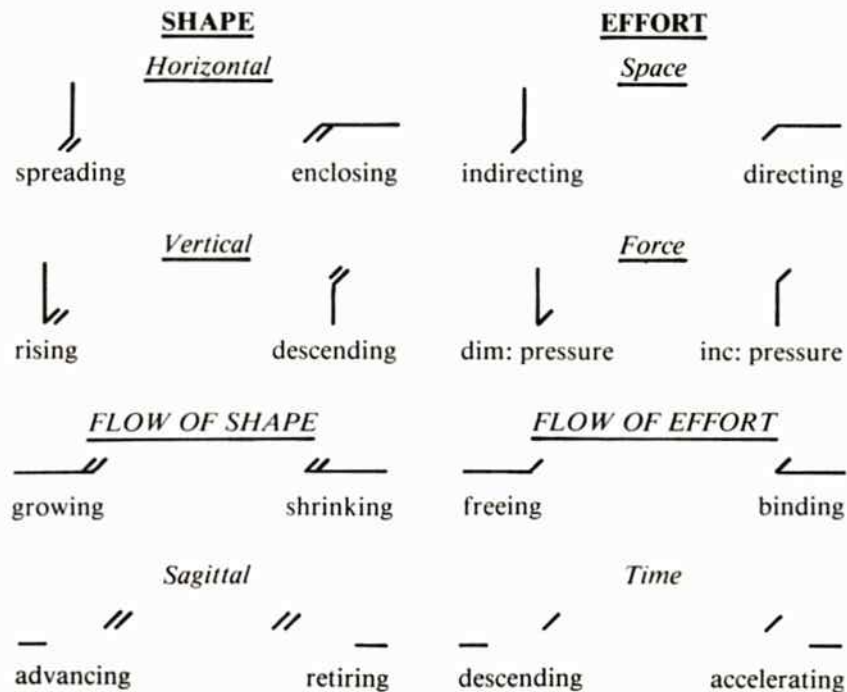 SHAPE EFFORT
Horizontal Space
spreading enclosing indirecting directing
Vertical Force
rising descending dim: pressure inc: pressure
FLOW OF SHAPE FLOW OF EFFORT
growing shrinking freeing binding
Sagittal Time
advancing retiring descending accelerating